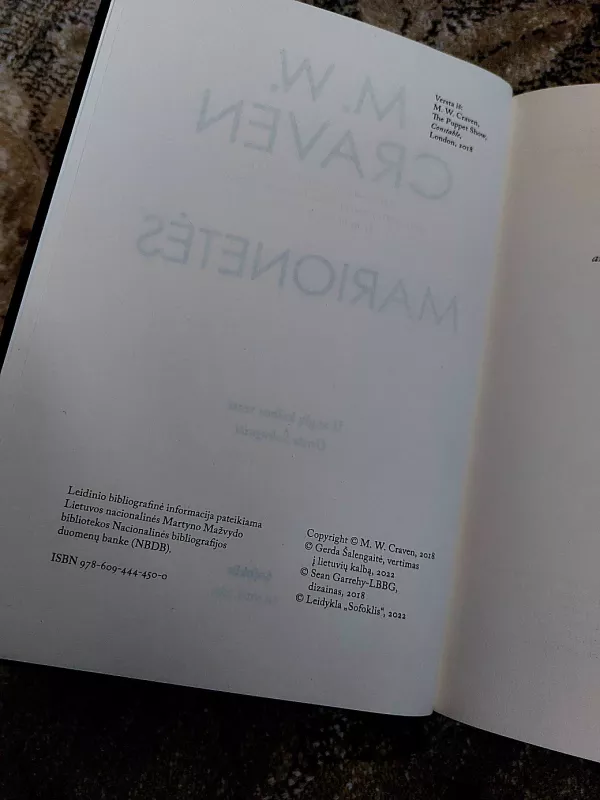 Versta iš:
M. W. Craven,
The Puppet Show,
Constable,
London, 2018
M. W.
CRAVEN
MARIONETĖS
Iš anglų kalbos vertė
Gerda Šalengaitė
Leidinio bibliografinė informacija pateikiama
Lietuvos nacionalinės Martyno Mažvydo
bibliotekos Nacionalinės bibliografijos
duomenų banke (NBDB).
ISBN 978-609-444-450-0
Copyright © M. W. Craven, 2018
© Gerda Šalengaitė, vertimas
į lietuvių kalbą, 2022
© Sean Garrehy-LBBG,
dizainas, 2018
© Leidykla „Sofoklis", 2022
Sofoklis